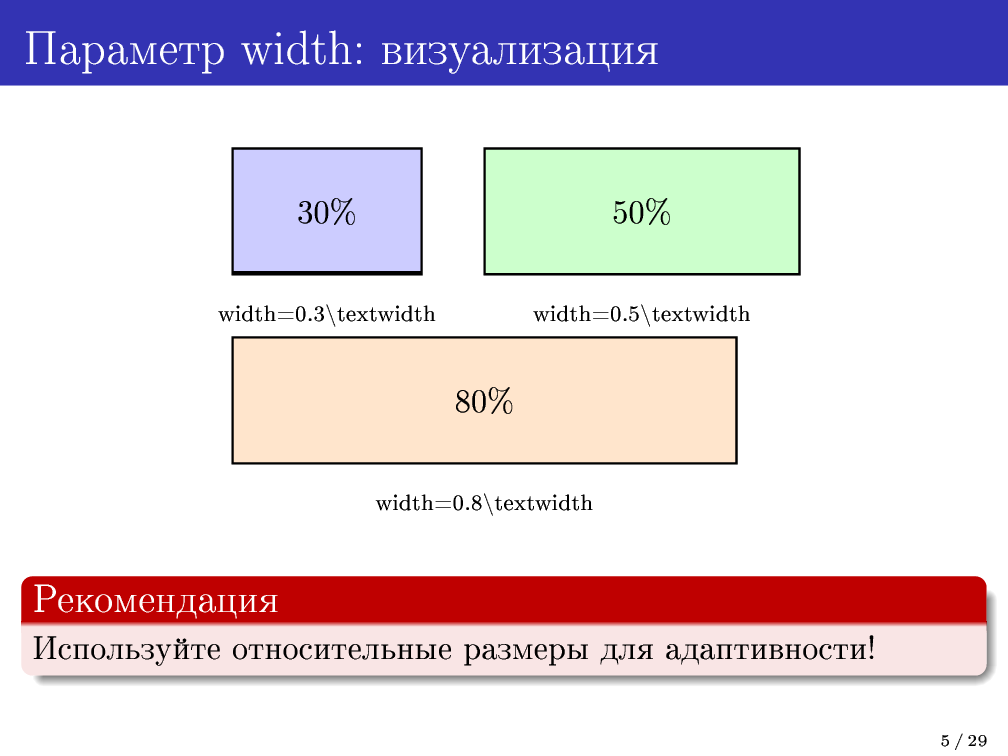 Параметр width: визуализация
30%
50%
width=0.3\textwidth
width=0.5\textwidth
80%
width=0.8\textwidth
Рекомендация
Используйте относительные размеры для адаптивности!
5 / 29